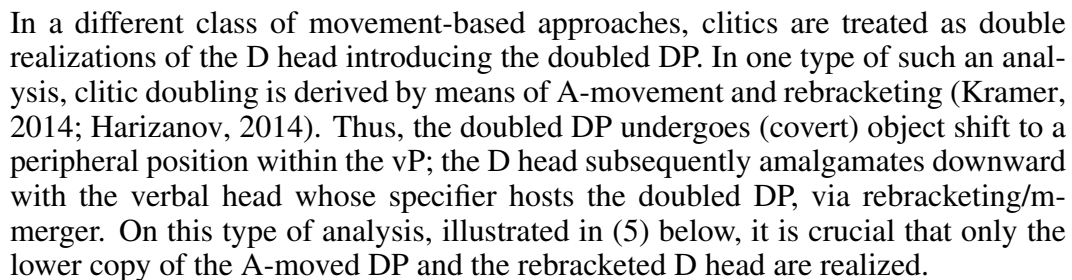 In a different class of movement-based approaches, clitics are treated as double
realizations of the D head introducing the doubled DP. In one type of such an anal-
ysis, clitic doubling is derived by means of A-movement and rebracketing (Kramer,
2014; Harizanov, 2014). Thus, the doubled DP undergoes (covert) object shift to a
peripheral position within the vP; the D head subsequently amalgamates downward
with the verbal head whose specifier hosts the doubled DP, via rebracketing/m-
merger. On this type of analysis, illustrated in (5) below, it is crucial that only the
lower copy of the A-moved DP and the rebracketed D head are realized.